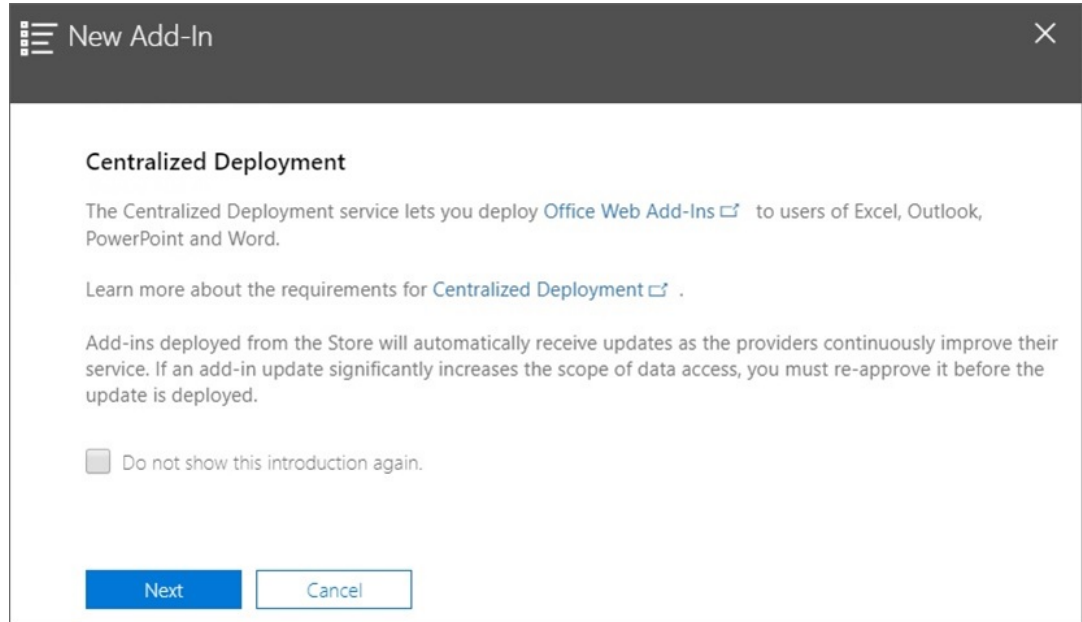 New Add-In
Centralized Deployment
The Centralized Deployment service lets you deploy Office Web Add-Ins to users of Excel, Outlook,
PowerPoint and Word.
Learn more about the requirements for Centralized Deployment .
Add-ins deployed from the Store will automatically receive updates as the providers continuously improve their
service. If an add-in update significantly increases the scope of data access, you must re-approve it before the
update is deployed.
Do not show this introduction again.
Next Cancel